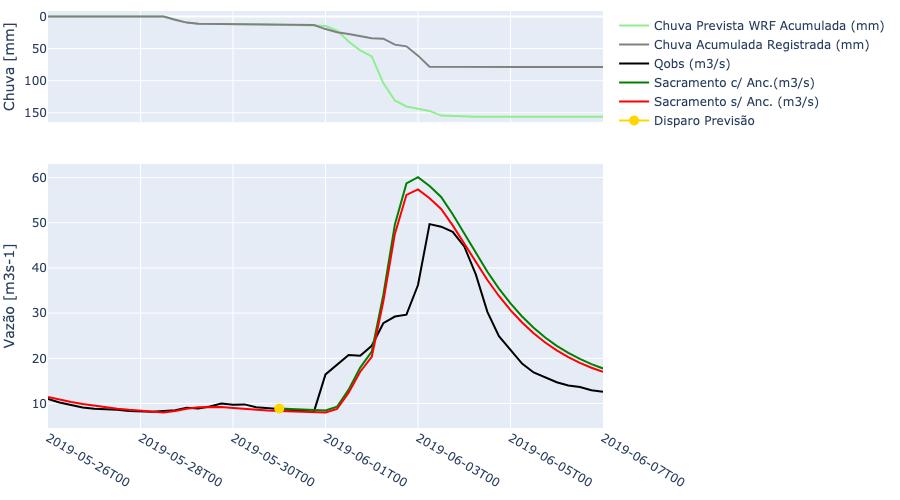 Chuva [mm]
0
50
100
150
Chuva Prevista WRF Acumulada (mm)
Chuva Acumulada Registrada (mm)
Qobs (m3/s)
Sacramento c/ Anc.(m3/s)
Sacramento s/ Anc. (m3/s)
Disparo Previsão
Vazão [m3s-1]
60
50
40
30
20
10
2019-05-26T00
2019-05-28T00
2019-05-30T00
2019-06-01T00
2019-06-03T00
2019-06-05T00
2019-06-07T00